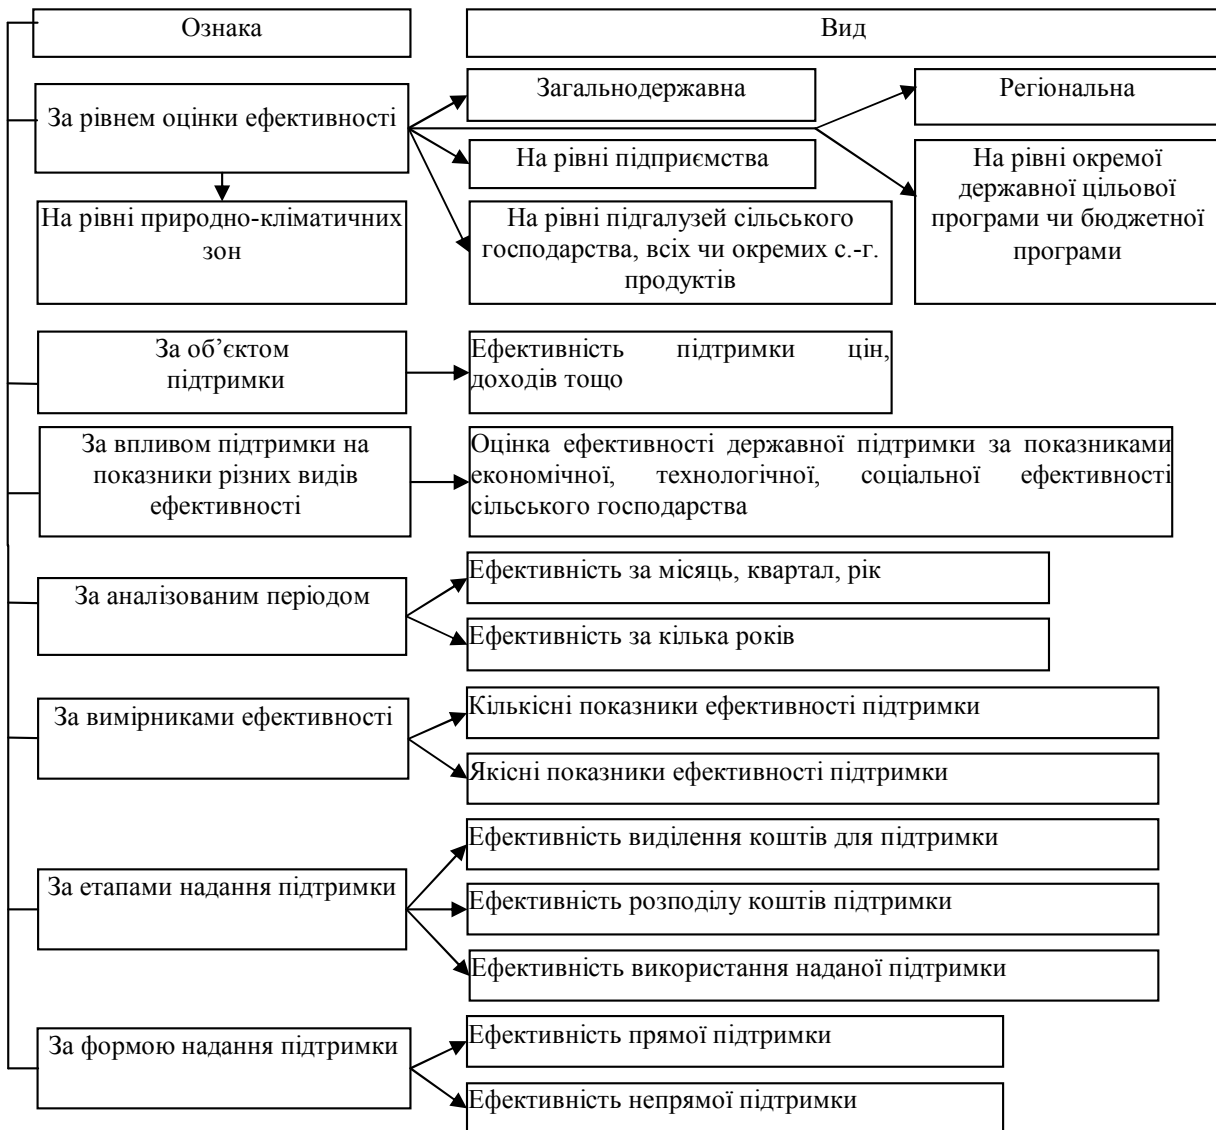 Ознака
Вид
За рівнем оцінки ефективності
Загальнодержавна
Регіональна
На рівні підприємства
На рівні окремої
державної цільової
програми чи бюджетної
програми
На рівні природно-кліматичних
зон
На рівні підгалузей сільського
господарства, всіх чи окремих с.-г.
продуктів
За об’єктом
підтримки
Ефективність підтримки цін,
доходів тощо
За впливом підтримки на
показники різних видів
ефективності
Оцінка ефективності державної підтримки за показниками
економічної, технологічної, соціальної ефективності
сільського господарства
За аналізованим періодом
Ефективність за місяць, квартал, рік
Ефективність за кілька років
За вимірниками ефективності
Кількісні показники ефективності підтримки
Якісні показники ефективності підтримки
За етапами надання підтримки
Ефективність виділення коштів для підтримки
Ефективність розподілу коштів підтримки
Ефективність використання наданої підтримки
За формою надання підтримки
Ефективність прямої підтримки
Ефективність непрямої підтримки